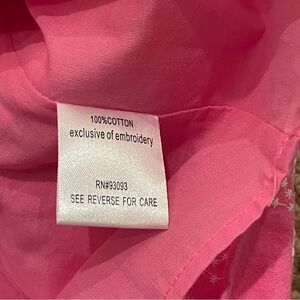 100%COTTON
exclusive of embroidery
RN#93093
SEE REVERSE FOR CARE